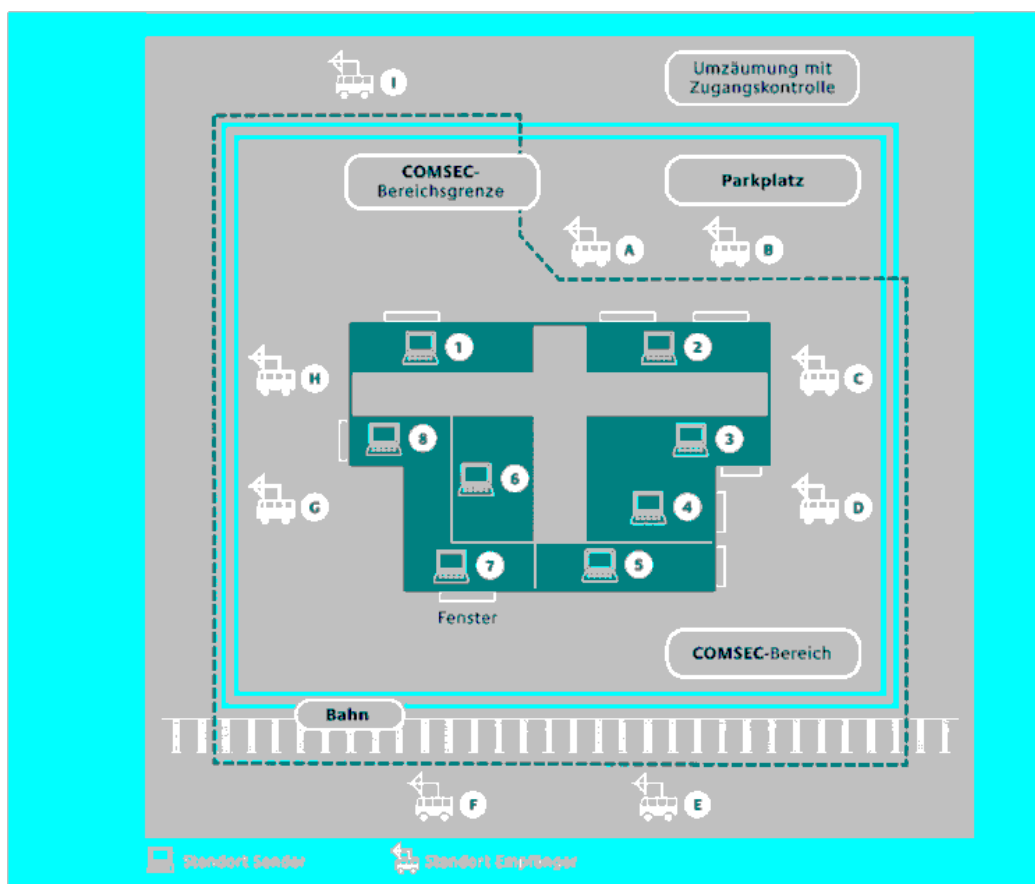 I
Umzäumung mit
Zugangskontrolle
COMSEC-
Bereichsgrenze
Parkplatz
A
B
1
2
H
C
8
3
6
G
4
D
7
5
Fenster
COMSEC-Bereich
Bahn
F
E
Standort Sender
Standort Empfänger